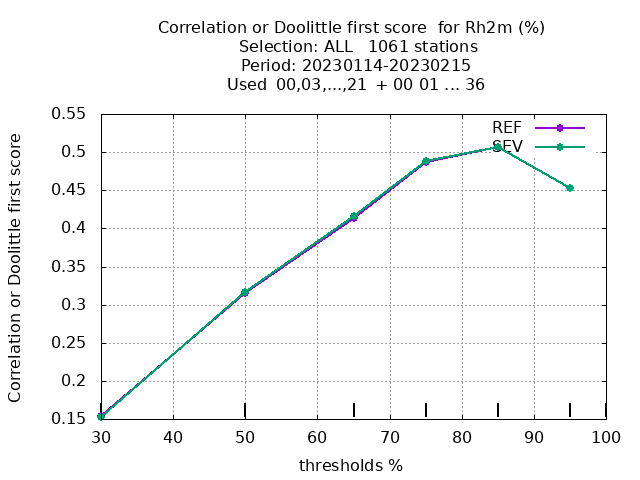 Correlation or Doolittle first score  for Rh2m (%)
Selection: ALL   1061 stations
Period: 20230114-20230215
Used  00,03,...,21  + 00 01 ... 36
Correlation or Doolittle first score
0.55
0.5
0.45
0.4
0.35
0.3
0.25
0.2
0.15
REF
SEV
30 40 50 60 70 80 90 100
thresholds %